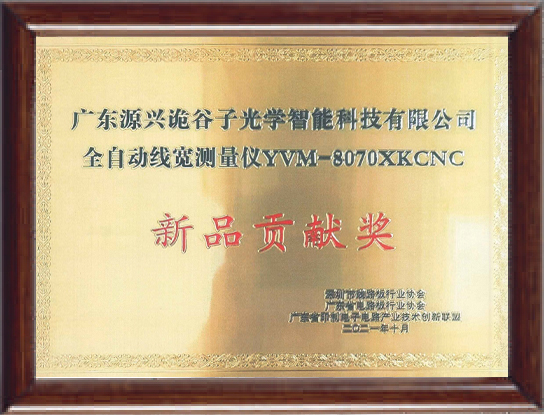 广东源兴诡谷子光学智能科技有限公司
全自动线宽测量仪YVM-8070XKCNC
新品贡献奖
深圳市线路板行业协会
广东省电路板行业协会
广东省印制电子电路产业技术创新联盟
二〇二一年十月